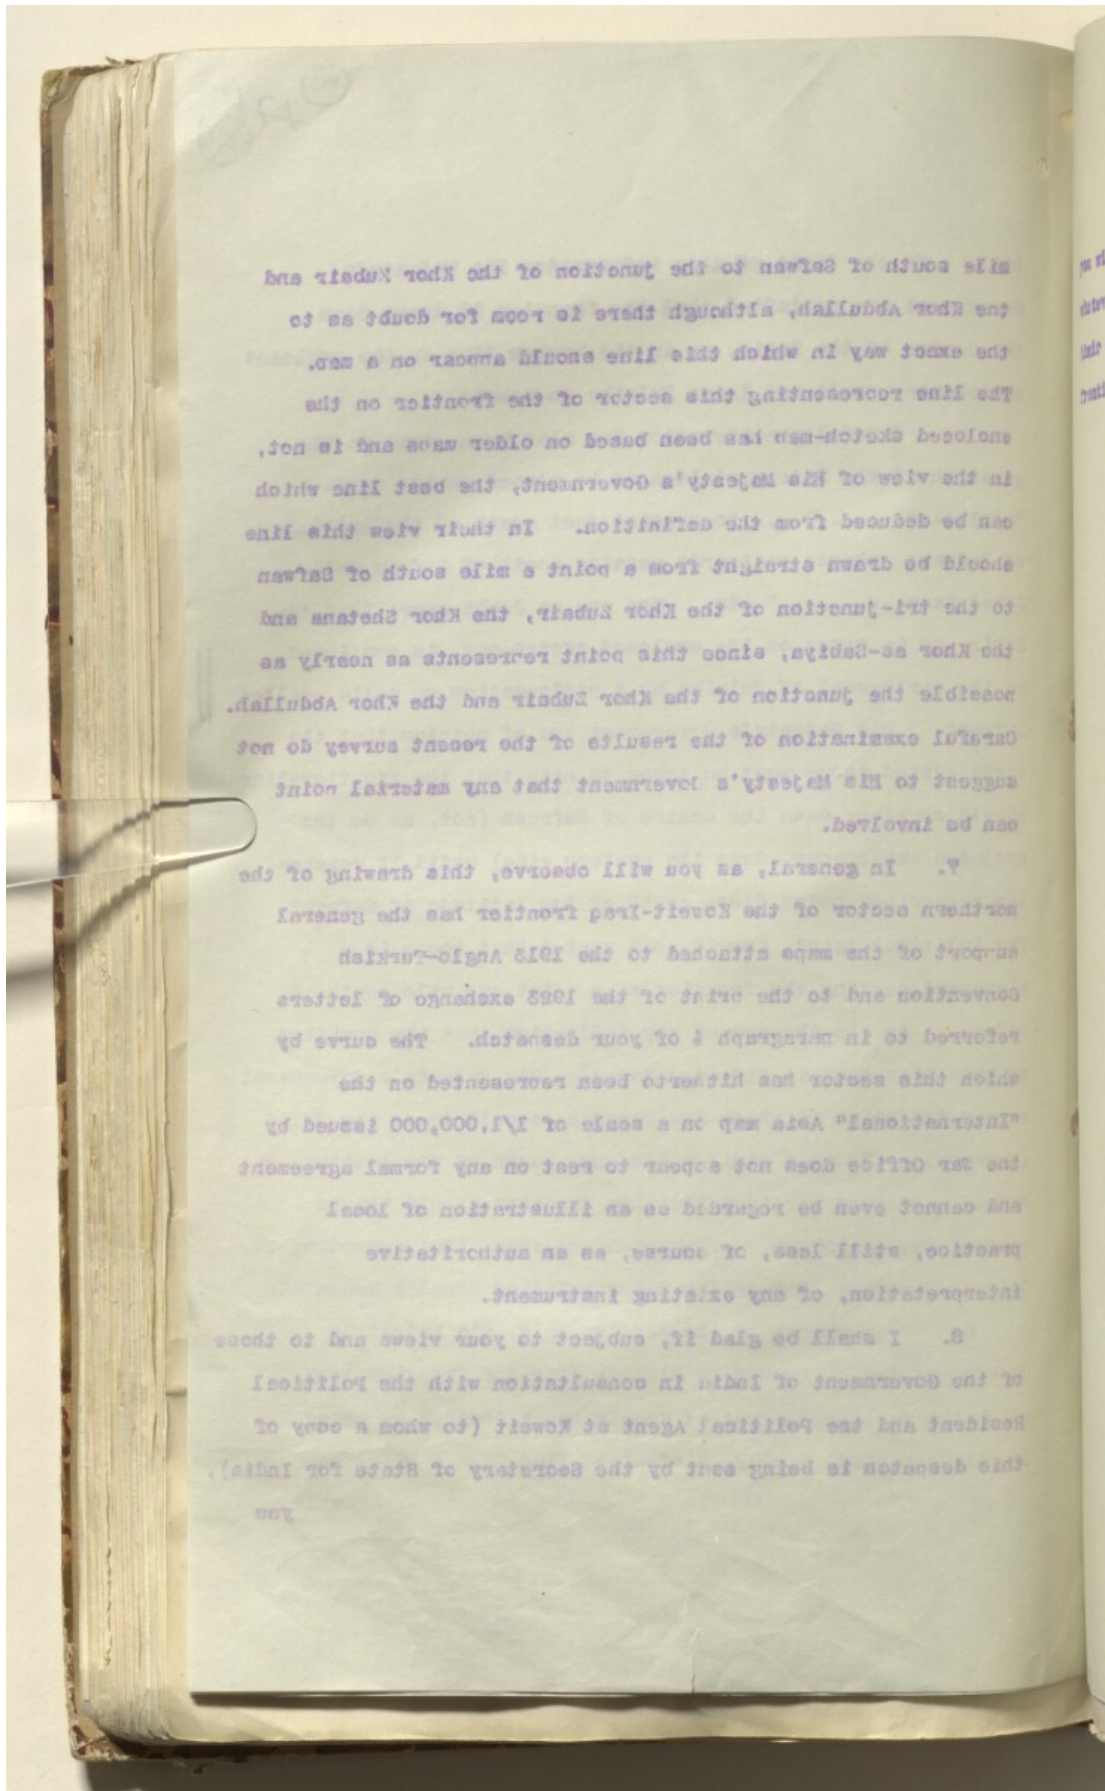 mile south of Safwan to the junction of the Khor Zubair and
the Khor Abdullah, although there is room for doubt as to
the exact way in which this line should appear on a map.
The line representing this sector of the frontier on the
enclosed sketch-map has been based on older maps and is not,
in the view of His Majesty's Government, the best line which
can be deduced from the definition. In their view this line
should be drawn straight from a point a mile south of Safwan
to the tri-junction of the Khor Zubair, the Khor Shetana and
the Khor as-Sabiya, since this point represents as nearly as
possible the junction of the Khor Zubair and the Khor Abdullah.
Careful examination of the results of the recent survey do not
suggest to His Majesty's Government that any material point
can be involved.
7. In general, as you will observe, this drawing of the
northern sector of the Koweit-Iraq frontier has the general
support of the maps attached to the 1913 Anglo-Turkish
Convention and to the print of the 1923 exchange of letters
referred to in paragraph 4 of your despatch. The curve by
which this sector has hitherto been represented on the
"International" Asia map on a scale of 1/1,000,000 issued by
the War Office does not appear to rest on any formal agreement
and cannot even be regarded as an illustration of local
practice, still less, of course, as an authoritative
interpretation, of any existing instrument.
8. I shall be glad if, subject to your views and to those
of the Government of India in consultation with the Political
Resident and the Political Agent at Koweit (to whom a copy of
this despatch is being sent by the Secretary of State for India),
you